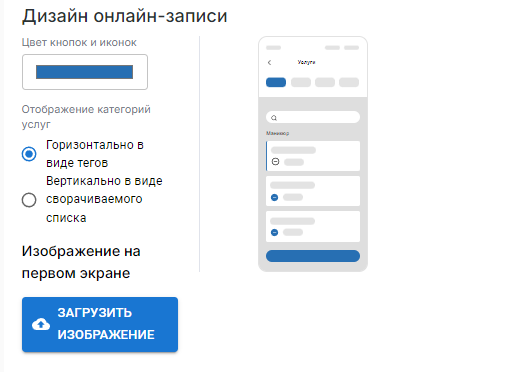 Дизайн онлайн-записи
Цвет кнопок и иконок
Отображение категорий
услуг
Горизонтально в
виде тегов
Вертикально в виде
сворачиваемого
списка
Изображение на
первом экране
ЗАГРУЗИТЬ
ИЗОБРАЖЕНИЕ
Услуги
Маникюр